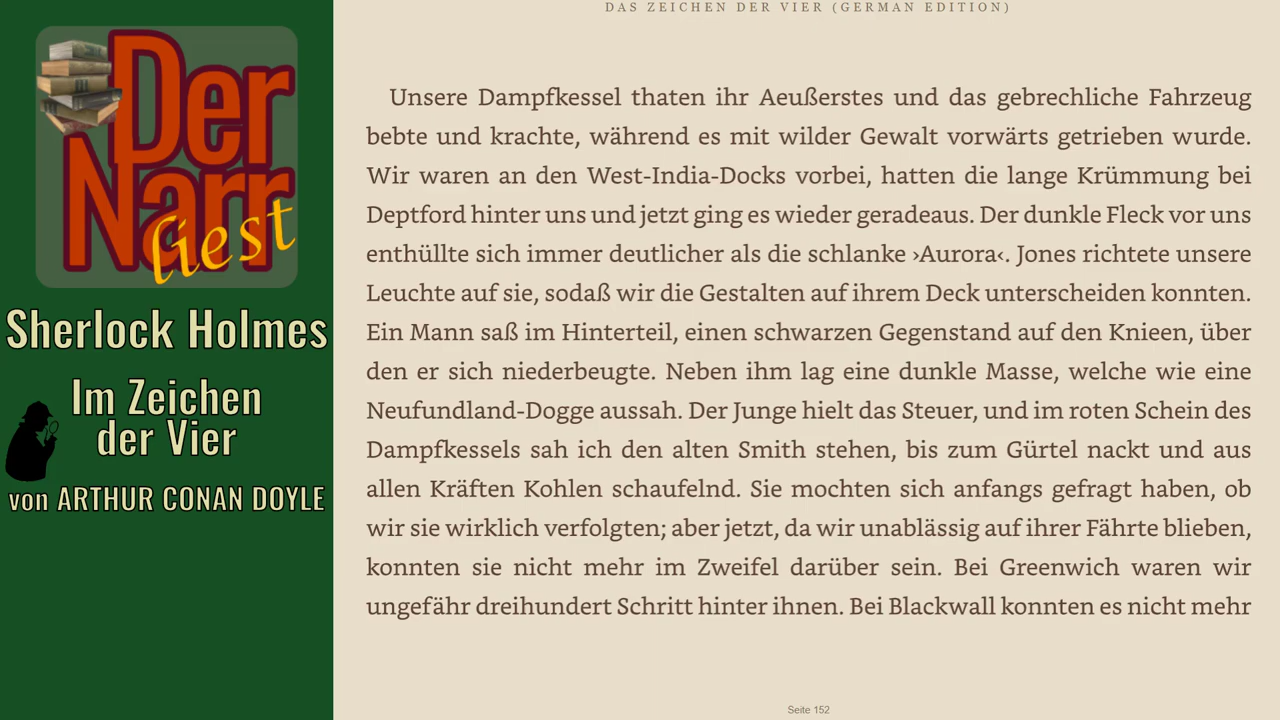 Der
Narr
liest
Sherlock Holmes
Im Zeichen
der Vier
von ARTHUR CONAN DOYLE
DAS ZEICHEN DER VIER (GERMAN EDITION)
Unsere Dampfkessel thaten ihr Aeußerstes und das gebrechliche Fahrzeug
bebte und krachte, während es mit wilder Gewalt vorwärts getrieben wurde.
Wir waren an den West-India-Docks vorbei, hatten die lange Krümmung bei
Deptford hinter uns und jetzt ging es wieder geradeaus. Der dunkle Fleck vor uns
enthüllte sich immer deutlicher als die schlanke ›Aurora‹. Jones richtete unsere
Leuchte auf sie, sodaß wir die Gestalten auf ihrem Deck unterscheiden konnten.
Ein Mann saß im Hinterteil, einen schwarzen Gegenstand auf den Knieen, über
den er sich niederbeugte. Neben ihm lag eine dunkle Masse, welche wie eine
Neufundland-Dogge aussah. Der Junge hielt das Steuer, und im roten Schein des
Dampfkessels sah ich den alten Smith stehen, bis zum Gürtel nackt und aus
allen Kräften Kohlen schaufelnd. Sie mochten sich anfangs gefragt haben, ob
wir sie wirklich verfolgten; aber jetzt, da wir unablässig auf ihrer Fährte blieben,
konnten sie nicht mehr im Zweifel darüber sein. Bei Greenwich waren wir
ungefähr dreihundert Schritt hinter ihnen. Bei Blackwall konnten es nicht mehr
Seite 152